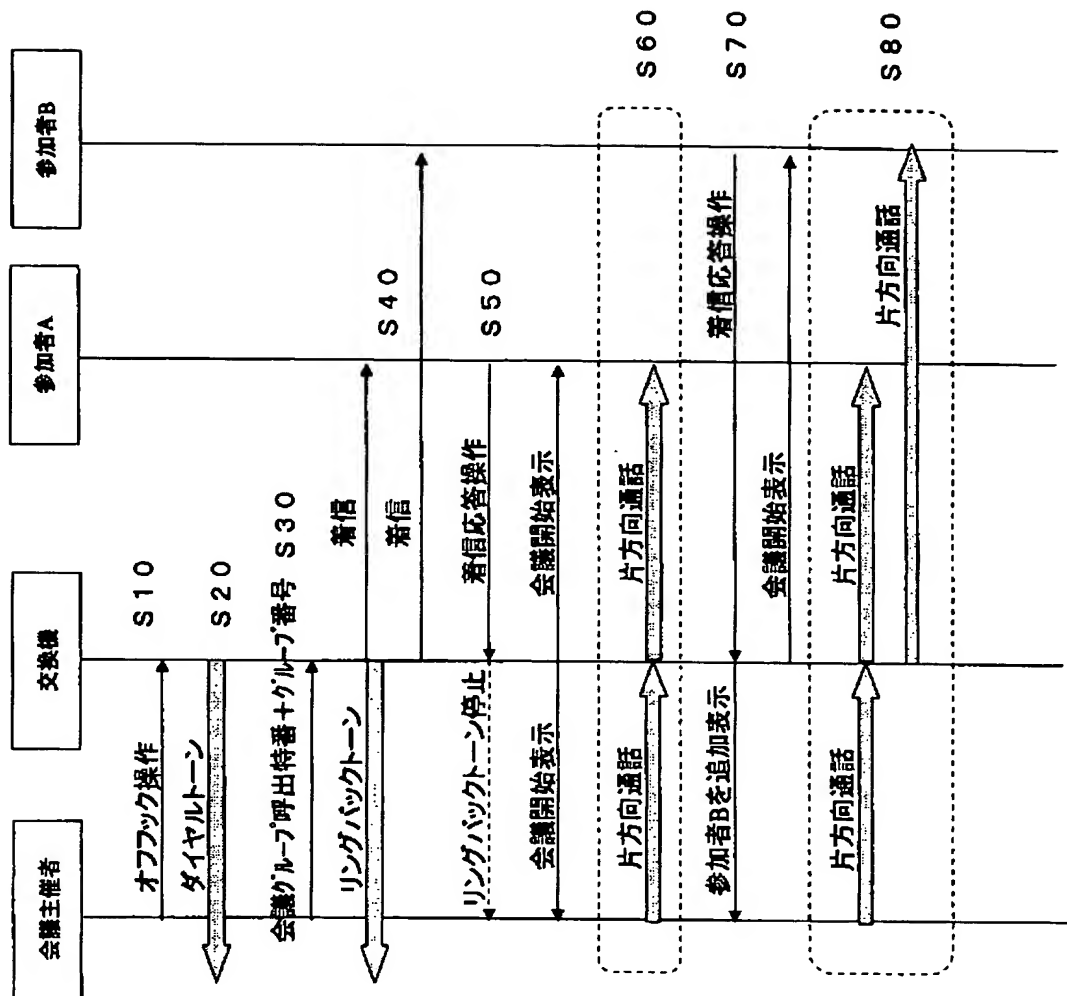 会議主催者
交換機
参加者A
参加者B
オフフック操作
S10
ダイヤルトーン
S20
会議グループ呼出特番+グループ番号 S30
リングバックトーン
着信
着信
S40
着信応答操作
S50
リングバックトーン停止
会議開始表示
会議開始表示
片方向通話
片方向通話
S60
着信応答操作
S70
参加者Bを追加表示
会議開始表示
片方向通話
片方向通話
片方向通話
S80